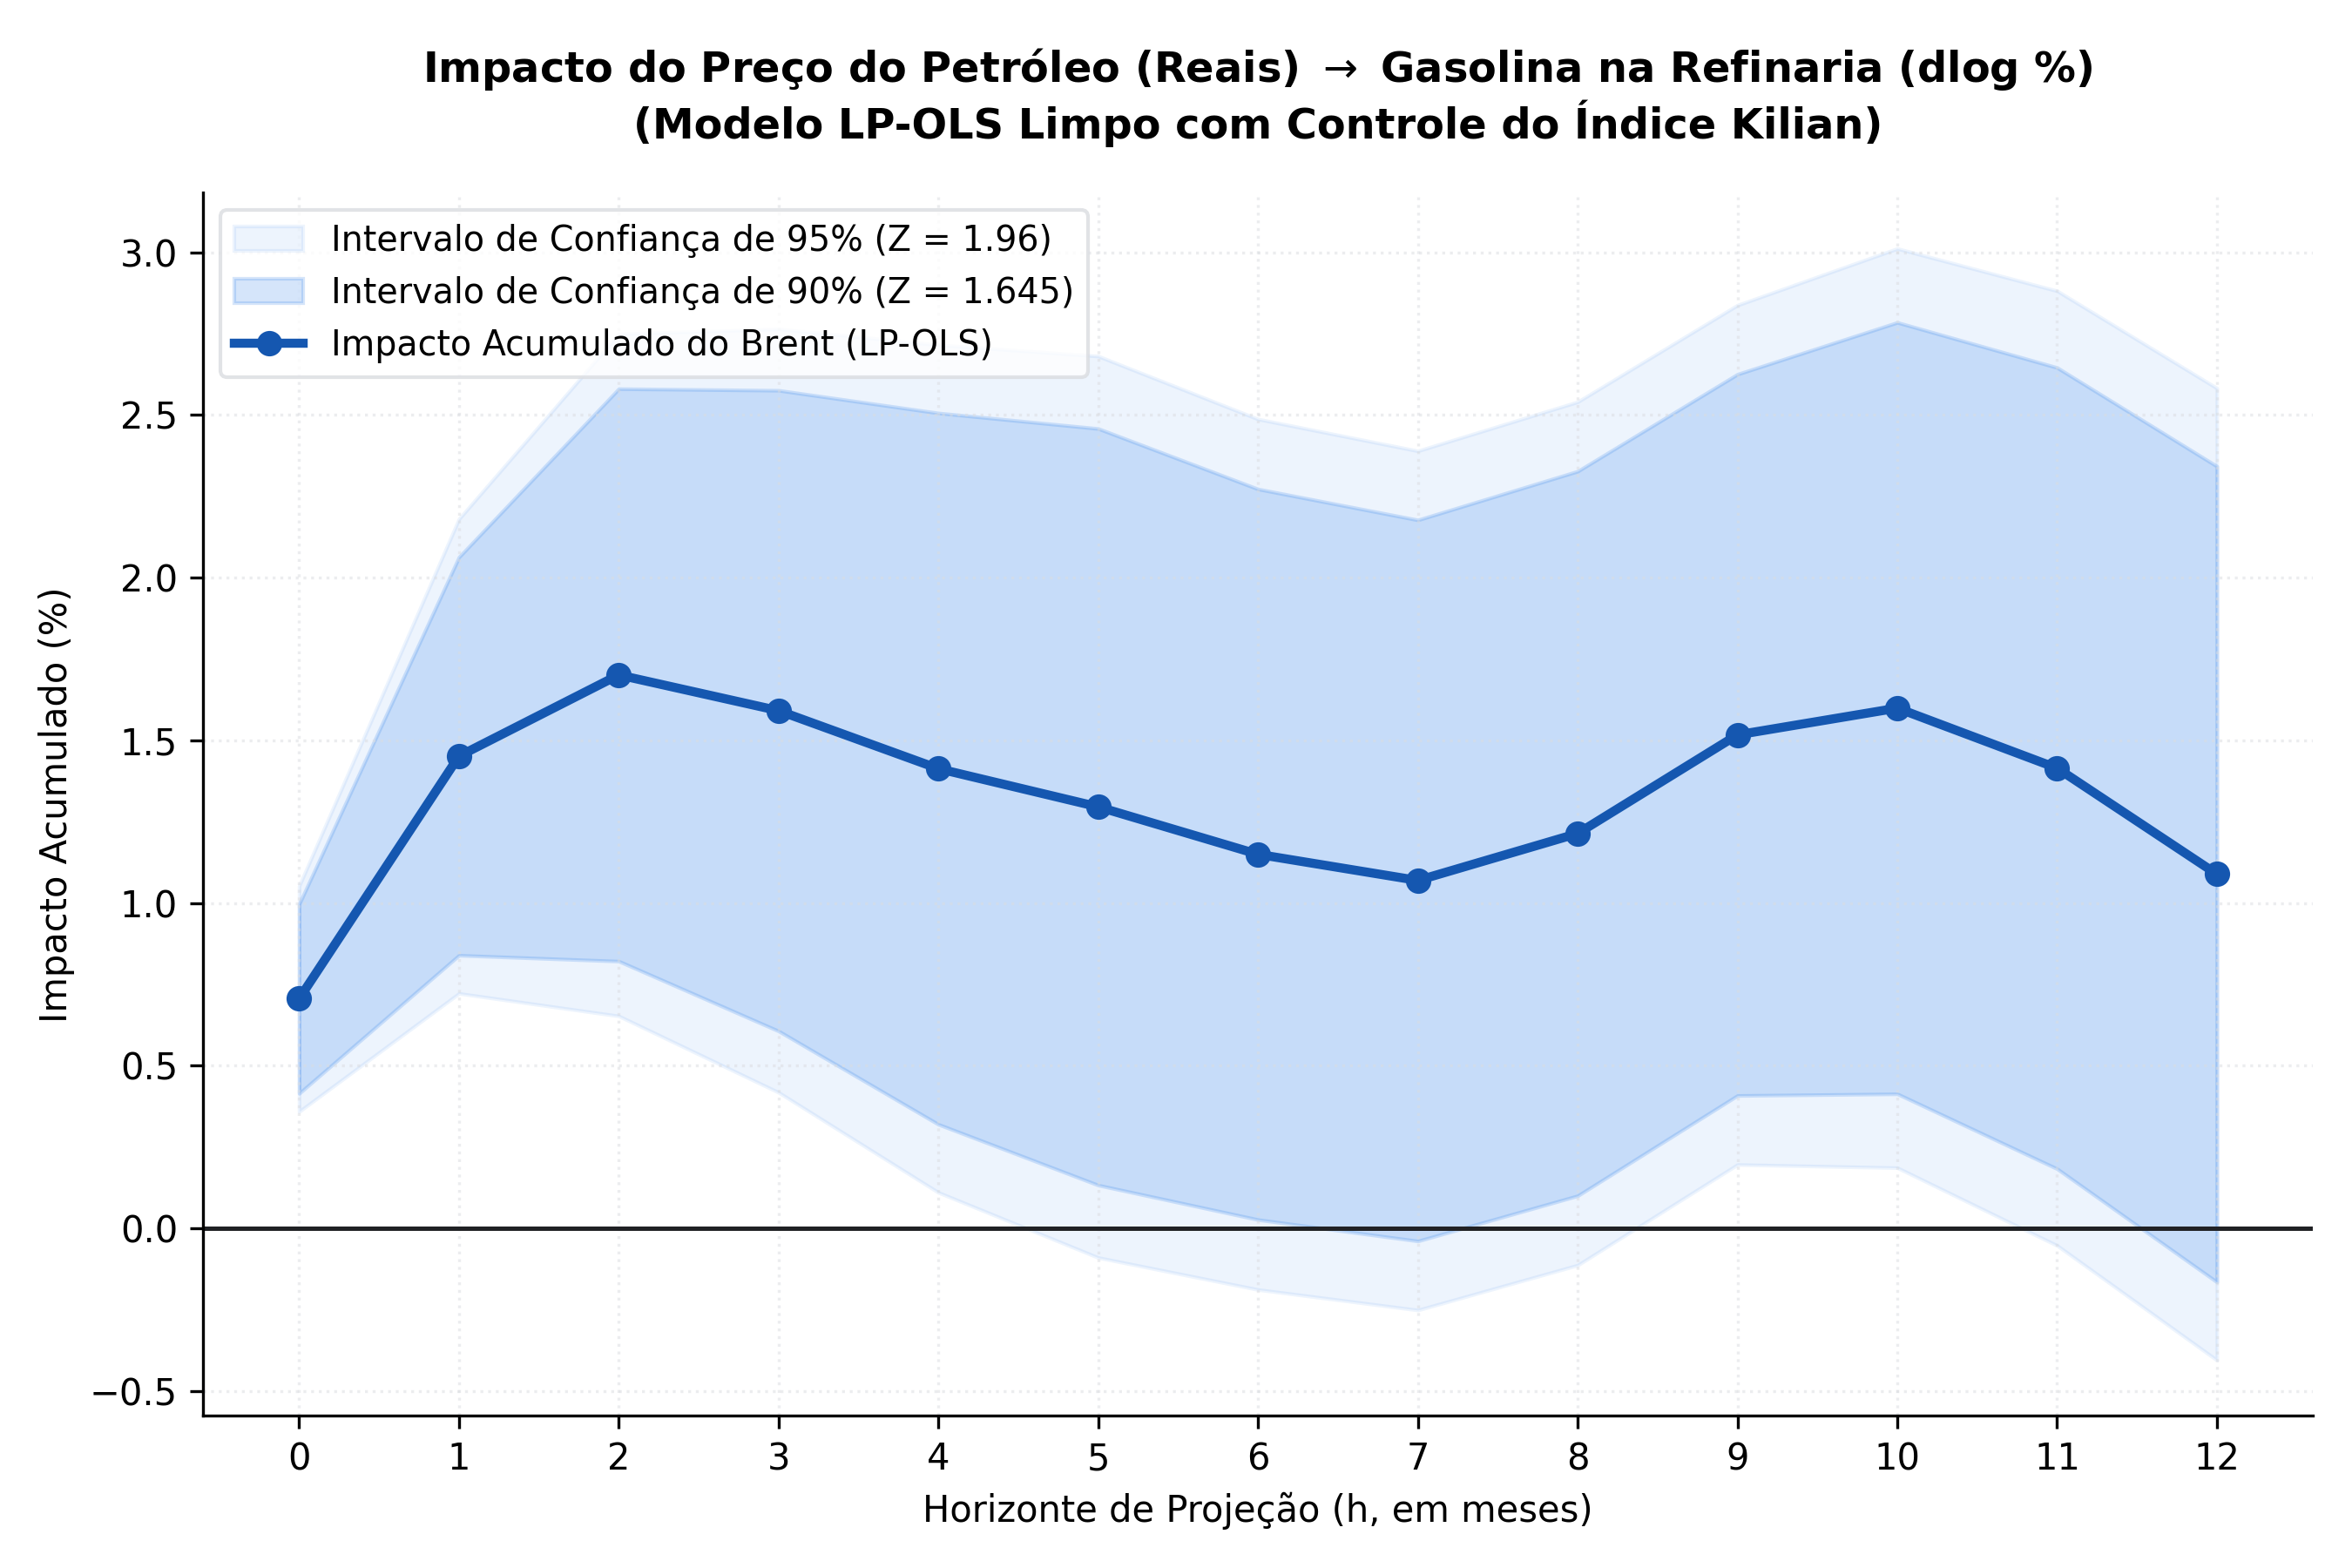 Impacto do Preço do Petróleo (Reais) → Gasolina na Refinaria (dlog %)
(Modelo LP-OLS Limpo com Controle do Índice Kilian)
Intervalo de Confiança de 95% (Z = 1.96)
Intervalo de Confiança de 90% (Z = 1.645)
Impacto Acumulado do Brent (LP-OLS)
Impacto Acumulado (%)
3.0
2.5
2.0
1.5
1.0
0.5
0.0
−0.5
0 1 2 3 4 5 6 7 8 9 10 11 12
Horizonte de Projeção (h, em meses)